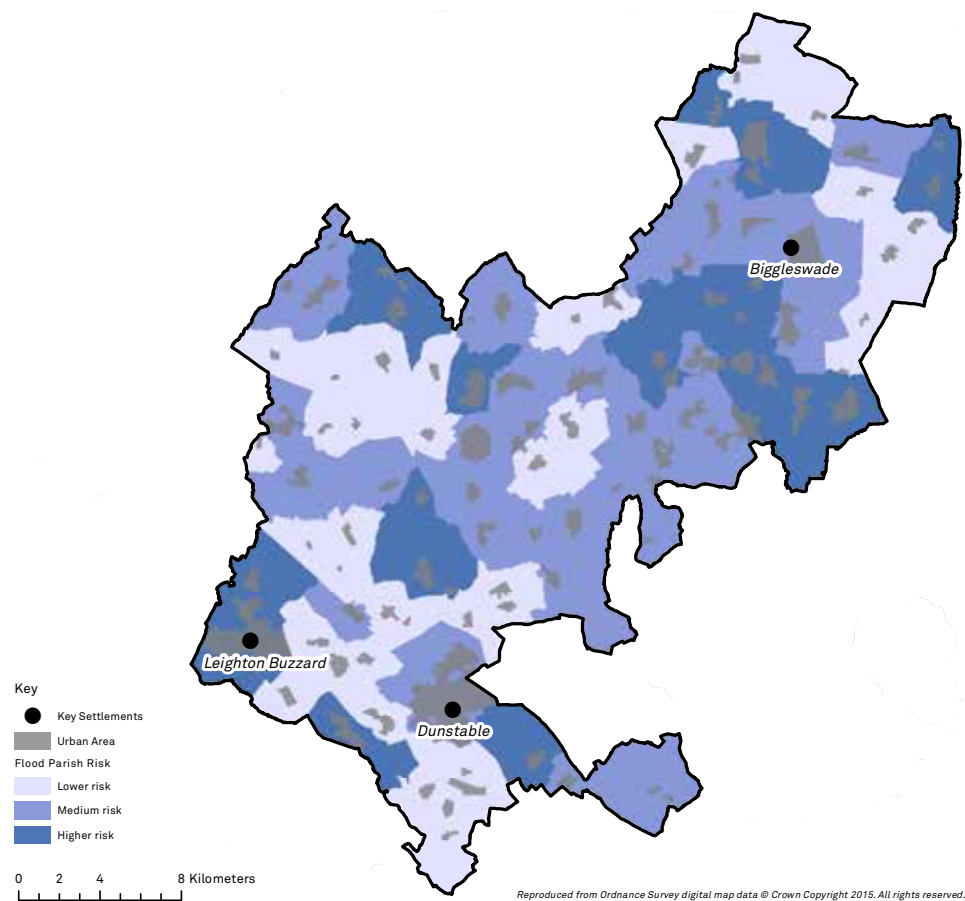 Biggleswade
Leighton Buzzard
Dunstable
Key
Key Settlements
Urban Area
Flood Parish Risk
Lower risk
Medium risk
Higher risk
0 2 4 8 Kilometers
Reproduced from Ordnance Survey digital map data © Crown Copyright 2015. All rights reserved.